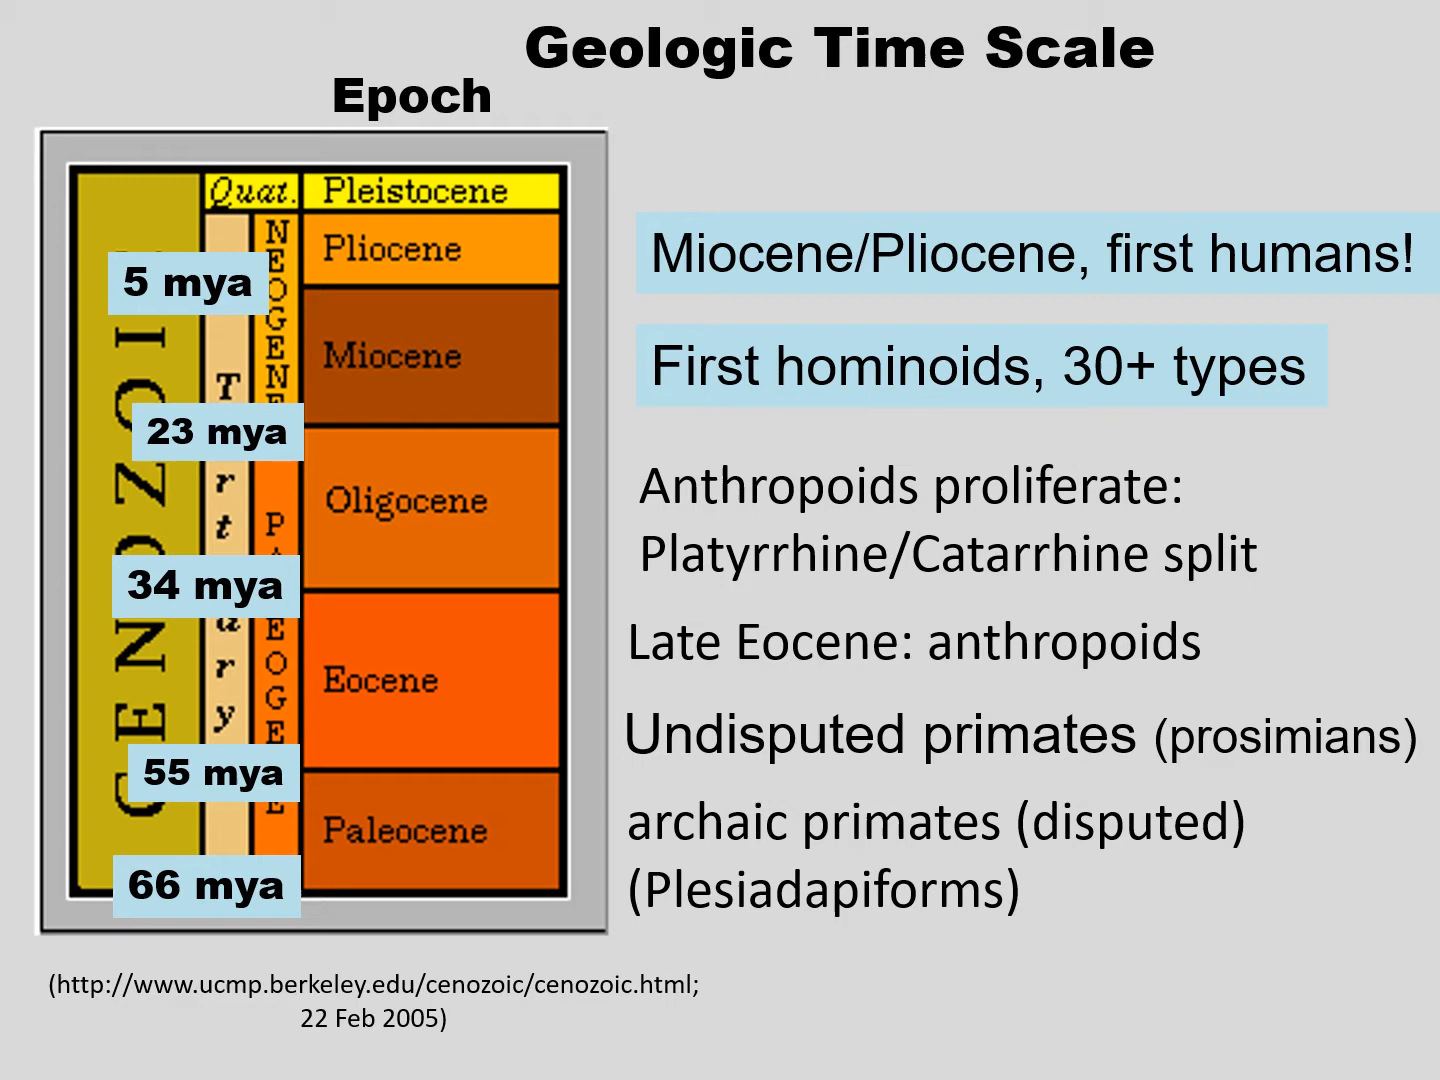 Geologic Time Scale
Epoch
Quat. Pleistocene
Pliocene
5 mya
Miocene/Pliocene, first humans!
Miocene
First hominoids, 30+ types
23 mya
Oligocene
Anthropoids proliferate:
Platyrrhine/Catarrhine split
34 mya
Late Eocene: anthropoids
Eocene
Undisputed primates (prosimians)
55 mya
Paleocene
archaic primates (disputed)
(Plesiadapiforms)
66 mya
(http://www.ucmp.berkeley.edu/cenozoic/cenozoic.html;
22 Feb 2005)